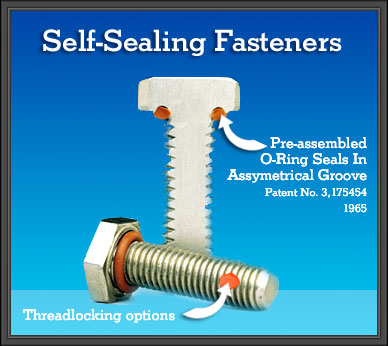 Self-Sealing Fasteners
Pre-assembled
O-Ring Seals In
Assymetrical Groove
Patent No. 3,175454
1965
Threadlocking options